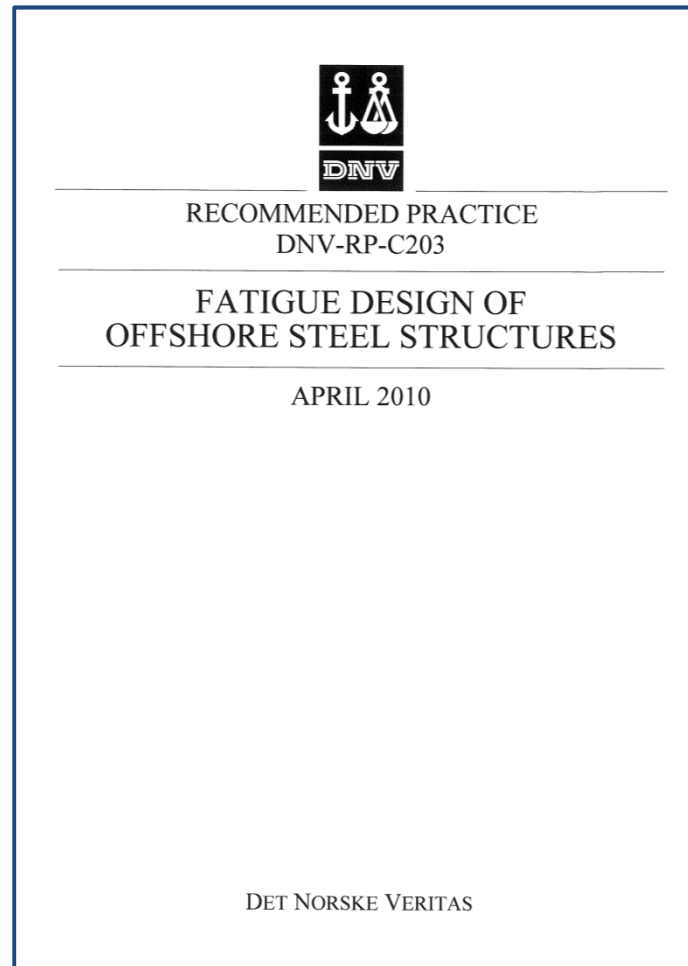 DNV
RECOMMENDED PRACTICE
DNV-RP-C203
FATIGUE DESIGN OF
OFFSHORE STEEL STRUCTURES
APRIL 2010
DET NORSKE VERITAS